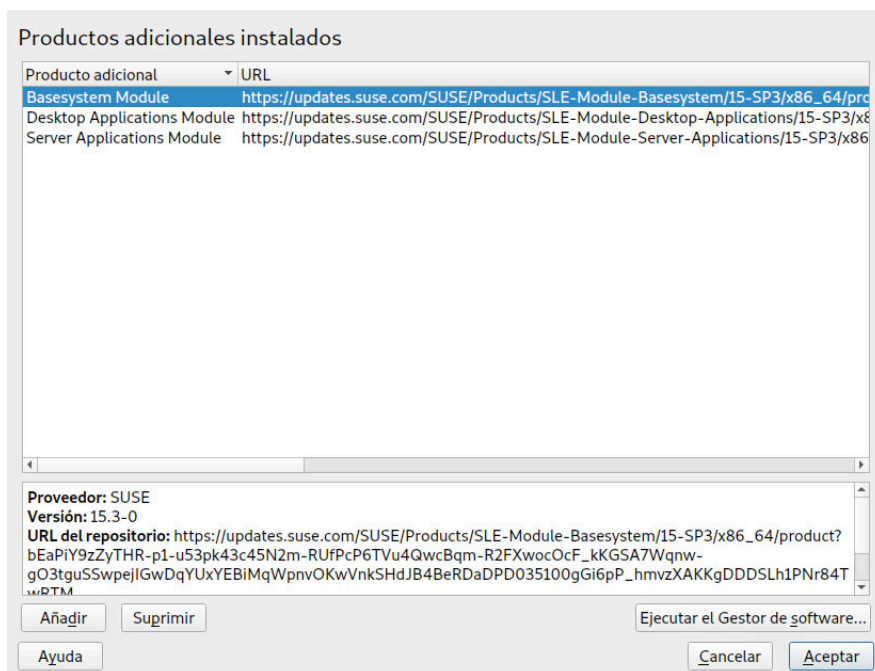 Productos adicionales instalados
Producto adicional URL
Basesystem Module https://updates.suse.com/SUSE/Products/SLE-Module-Basesystem/15-SP3/x86_64/pro
Desktop Applications Module https://updates.suse.com/SUSE/Products/SLE-Module-Desktop-Applications/15-SP3/x8
Server Applications Module https://updates.suse.com/SUSE/Products/SLE-Module-Server-Applications/15-SP3/x86
Proveedor: SUSE
Versión: 15.3-0
URL del repositorio: https://updates.suse.com/SUSE/Products/SLE-Module-Basesystem/15-SP3/x86_64/product?
bEaPiY9zZyTHR-p1-u53pk43c45N2m-RUfPcP6TVu4QwcBqm-R2FXwocOcF_kKGSA7Wqnw-
gO3tguSSwpejlGwDqYUxYEBiMqWpnvOKwVnkSHdJB4BeRDaDPD035100gGi6pP_hmvzXAKKgDDDSLh1PNr84T
wRTM
Añadir Suprimir Ejecutar el Gestor de software...
Ayuda Cancelar Aceptar